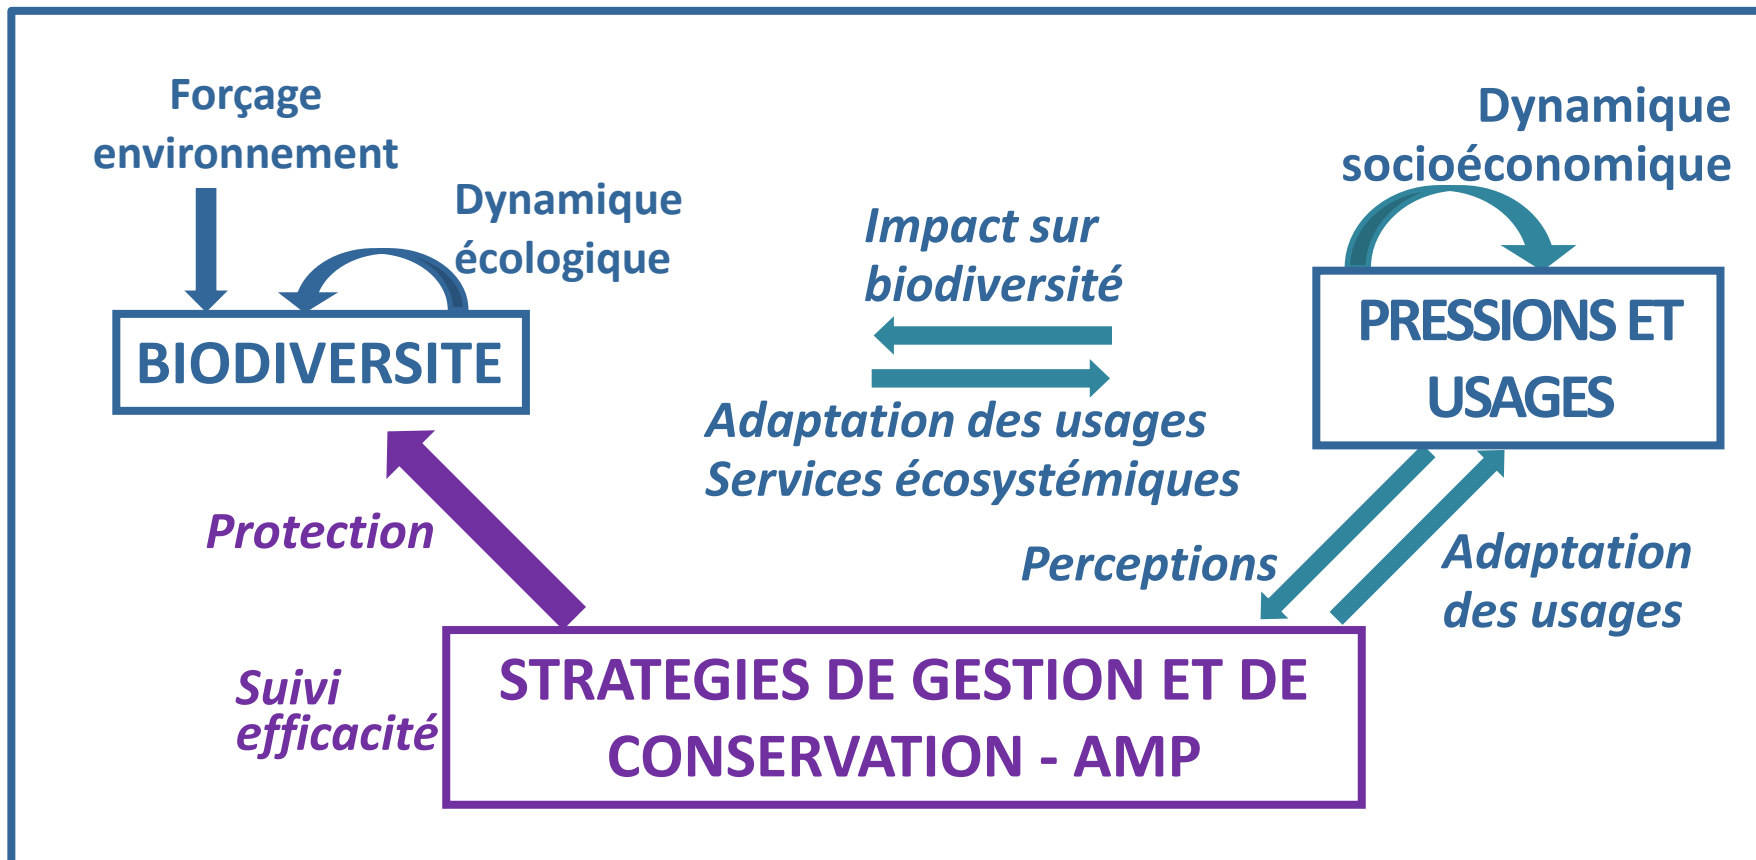 Forçage
environnement
Dynamique
écologique
BIODIVERSITE
Impact sur
biodiversité
Adaptation des usages
Services écosystémiques
Dynamique
socioéconomique
PRESSIONS ET
USAGES
Protection
Perceptions
Adaptation
des usages
Suivi
efficacité
STRATEGIES DE GESTION ET DE
CONSERVATION - AMP